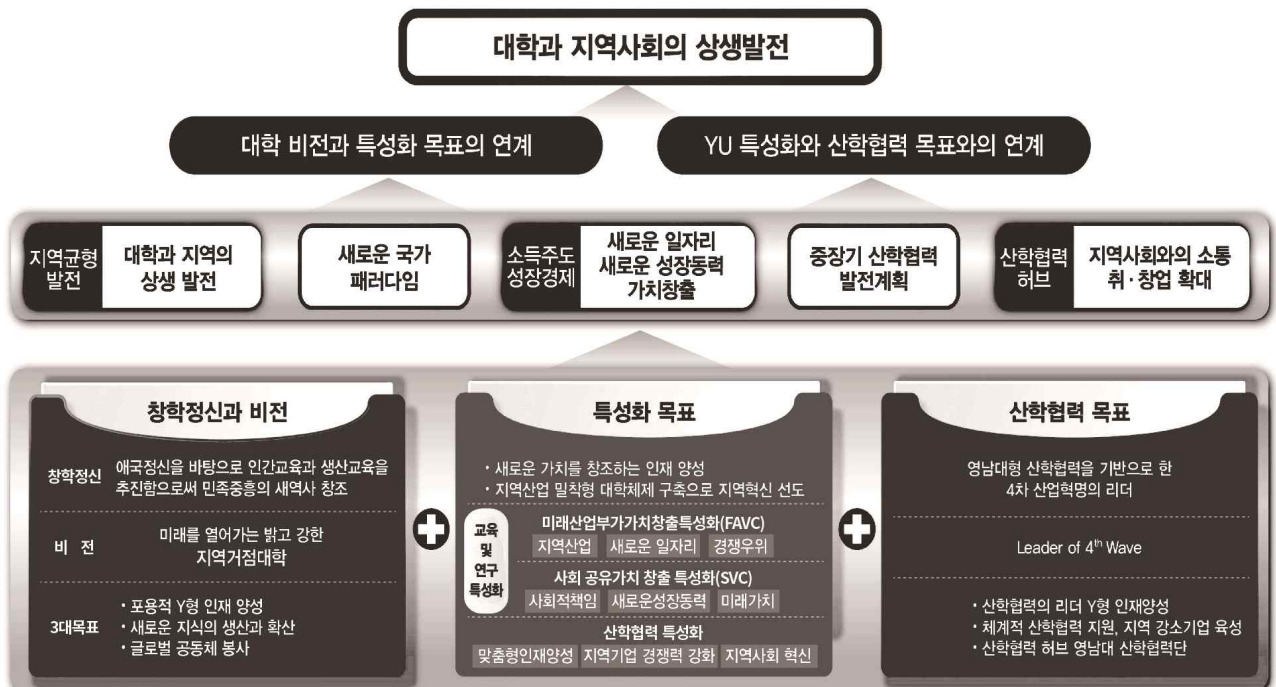 대학과 지역사회의 상생발전
대학 비전과 특성화 목표의 연계
YU 특성화와 산학협력 목표와의 연계
지역균형
발전
대학과 지역의
상생 발전
새로운 국가
패러다임
소득주도
성장경제
새로운 일자리
새로운 성장동력
가치창출
중장기 산학협력
발전계획
산학협력
허브
지역사회와의 소통
취·창업 확대
창학정신과 비전
창학정신
애국정신을 바탕으로 인간교육과 생산교육을
추진함으로써 민족중흥의 새역사 창조
비 전
미래를 열어가는 밝고 강한
지역거점대학
3대목표
• 포용적 Y형 인재 양성
• 새로운 지식의 생산과 확산
• 글로벌 공동체 봉사
특성화 목표
• 새로운 가치를 창조하는 인재 양성
• 지역산업 밀착형 대학체제 구축으로 지역혁신 선도
교육
및
연구
특성화
미래산업부가가치창출특성화(FAVC)
지역산업 새로운 일자리 경쟁우위
사회 공유가치 창출 특성화(SVC)
사회적책임 새로운성장동력 미래가치
산학협력 특성화
맞춤형인재양성 지역기업 경쟁력 강화 지역사회 혁신
산학협력 목표
영남대형 산학협력을 기반으로 한
4차 산업혁명의 리더
Leader of 4th Wave
• 산학협력의 리더 Y형 인재양성
• 체계적 산학협력 지원, 지역 강소기업 육성
• 산학협력 허브 영남대 산학협력단